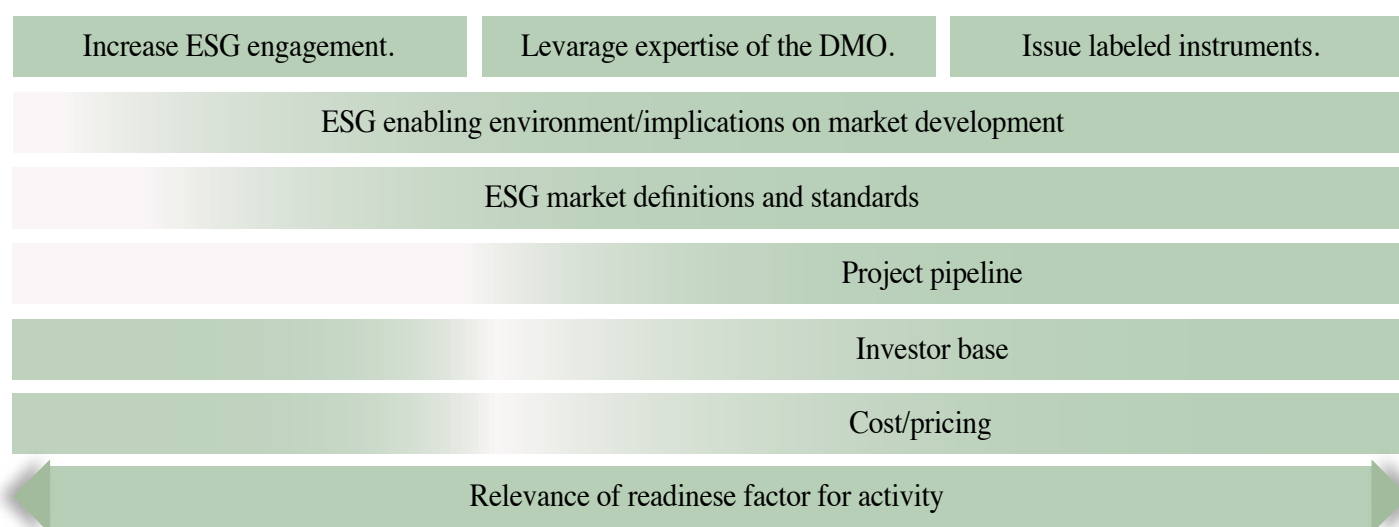 Increase ESG engagement.
Levarage expertise of the DMO.
Issue labeled instruments.
ESG enabling environment/implications on market development
ESG market definitions and standards
Project pipeline
Investor base
Cost/pricing
Relevance of readinese factor for activity